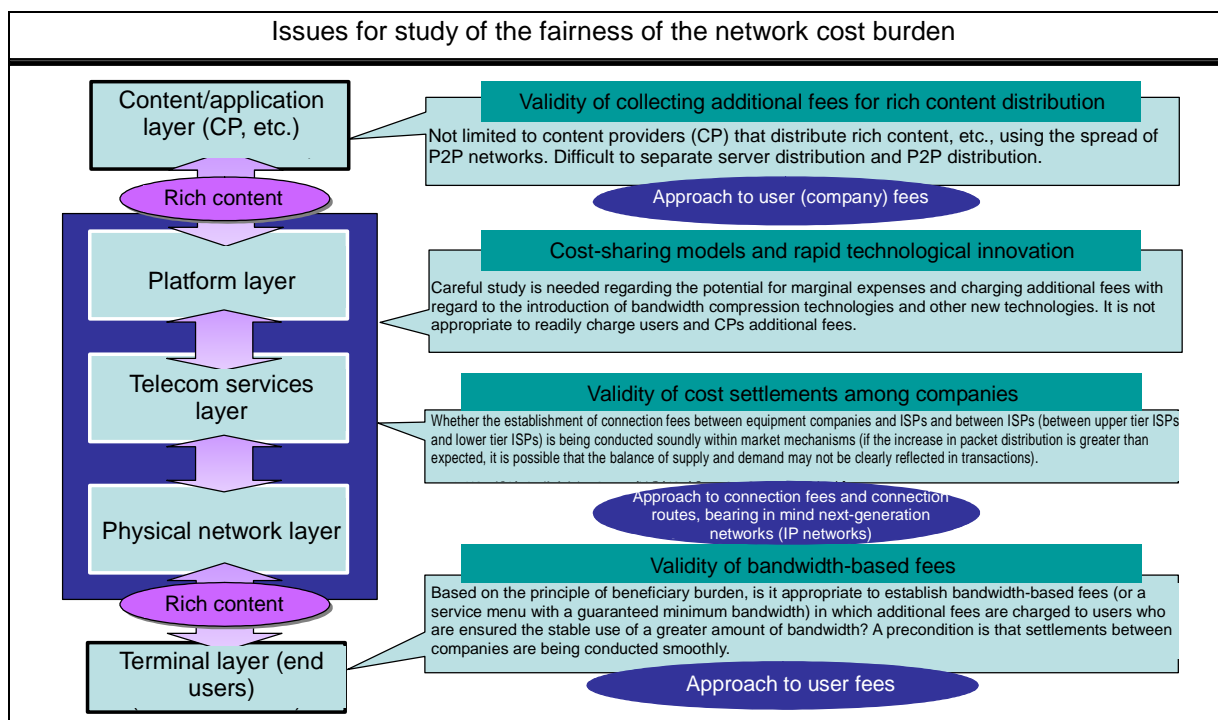 Issues for study of the fairness of the network cost burden
Content/application
layer (CP, etc.)
Rich content
Platform layer
Telecom services
layer
Physical network layer
Rich content
Terminal layer (end
users)
Validity of collecting additional fees for rich content distribution
Not limited to content providers (CP) that distribute rich content, etc., using the spread of
P2P networks. Difficult to separate server distribution and P2P distribution.
Approach to user (company) fees
Cost-sharing models and rapid technological innovation
Careful study is needed regarding the potential for marginal expenses and charging additional fees with
regard to the introduction of bandwidth compression technologies and other new technologies. It is not
appropriate to readily charge users and CPs additional fees.
Validity of cost settlements among companies
Whether the establishment of connection fees between equipment companies and ISPs and between ISPs (between upper tier ISPs
and lower tier ISPs) is being conducted soundly within market mechanisms (if the increase in packet distribution is greater than
expected, it is possible that the balance of supply and demand may not be clearly reflected in transactions).
Approach to connection fees and connection
routes, bearing in mind next-generation
networks (IP networks)
Validity of bandwidth-based fees
Based on the principle of beneficiary burden, is it appropriate to establish bandwidth-based fees (or a
service menu with a guaranteed minimum bandwidth) in which additional fees are charged to users who
are ensured the stable use of a greater amount of bandwidth? A precondition is that settlements between
companies are being conducted smoothly.
Approach to user fees